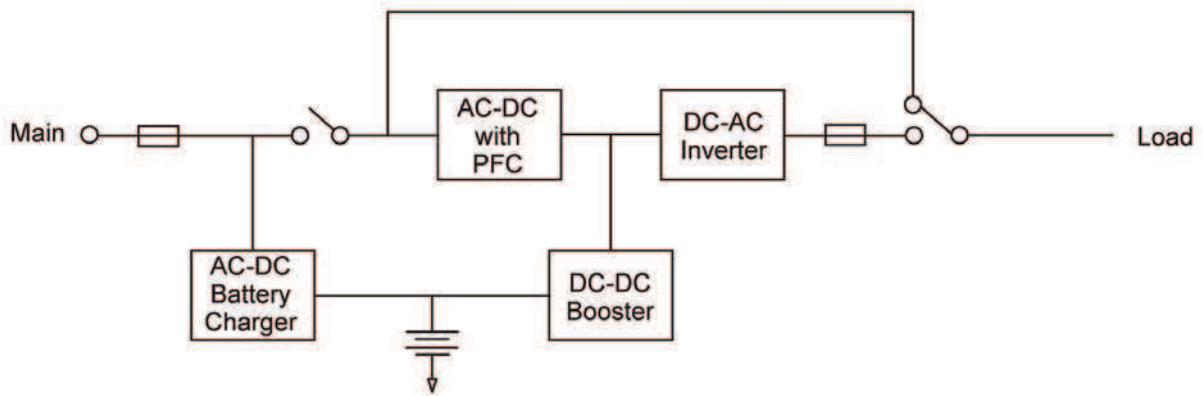 Main
AC-DC
with
PFC
DC-AC
Inverter
Load
AC-DC
Battery
Charger
DC-DC
Booster